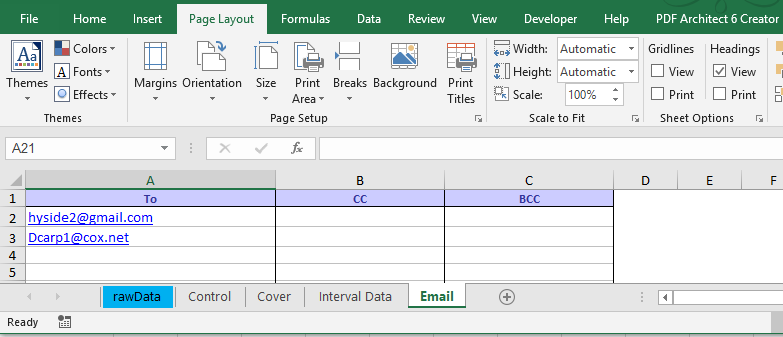 File Home Insert Page Layout Formulas Data Review View Developer Help PDF Architect 6 Creator
Colors Width: Automatic Gridlines Headings
A Fonts Height: Automatic View View
Themes Effects Margins Orientation Size Print Area Breaks Background Print Titles Scale: 100% Print Print
Themes Page Setup Scale to Fit Sheet Options
A21 fx
A B C D E F
1 To CC BCC
2 hyside2@gmail.com
3 Dcarp1@cox.net
4
5
rawData Control Cover Interval Data Email
Ready